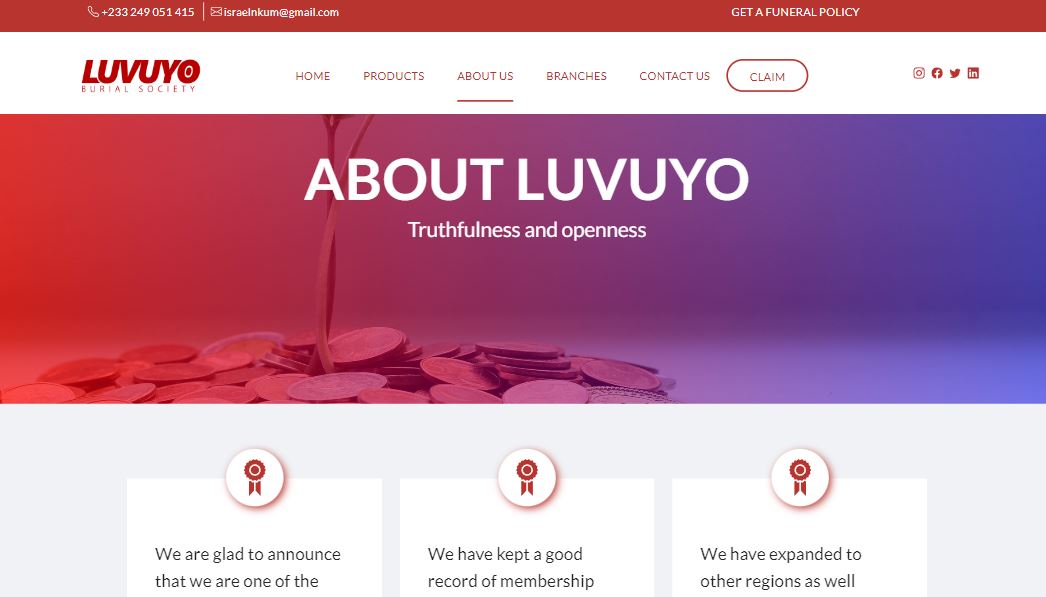 +233 249 051 415 israelnkum@gmail.com GET A FUNERAL POLICY
LUVUYO
BURIAL SOCIETY
HOME PRODUCTS ABOUT US BRANCHES CONTACT US CLAIM
ABOUT LUVUYO
Truthfulness and openness
We are glad to announce
that we are one of the
We have kept a good
record of membership
We have expanded to
other regions as well